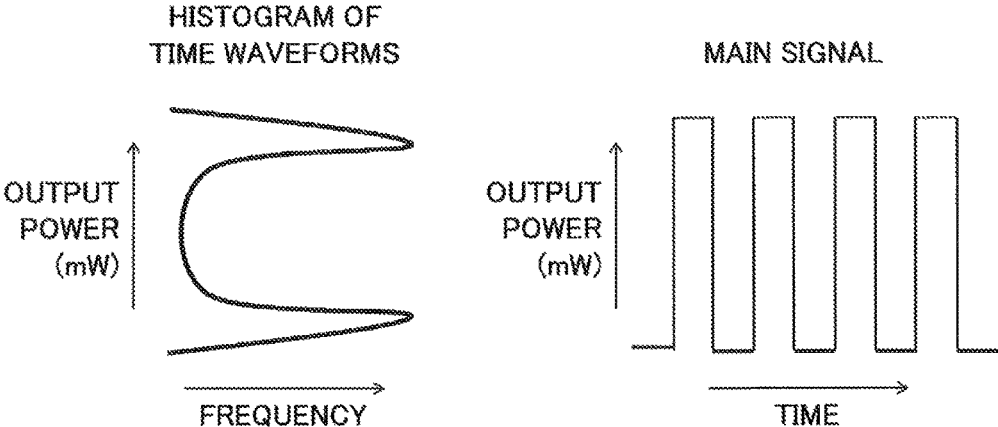 HISTOGRAM OF
TIME WAVEFORMS
OUTPUT
POWER
(mW)
FREQUENCY
MAIN SIGNAL
OUTPUT
POWER
(mW)
TIME